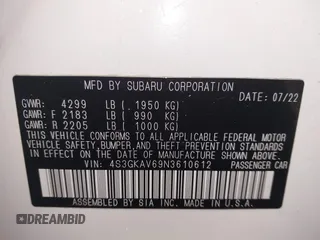 MFD BY SUBARU CORPORATION
DATE: 07/22
GVWR: 4299 LB ( 1950 KG)
GAWR: F 2183 LB ( 990 KG)
GAWR: R 2205 LB ( 1000 KG)
THIS VEHICLE CONFORMS TO ALL APPLICABLE FEDERAL MOTOR
VEHICLE SAFETY, BUMPER, AND THEFT PREVENTION STANDARDS IN
EFFECT ON THE DATE OF MANUFACTURE SHOWN ABOVE.
VIN: 4S3GKAV69N3610612 PASSENGER CAR
ASSEMBLED BY SIA INC. MADE IN U.S.A.
© DREAMBID